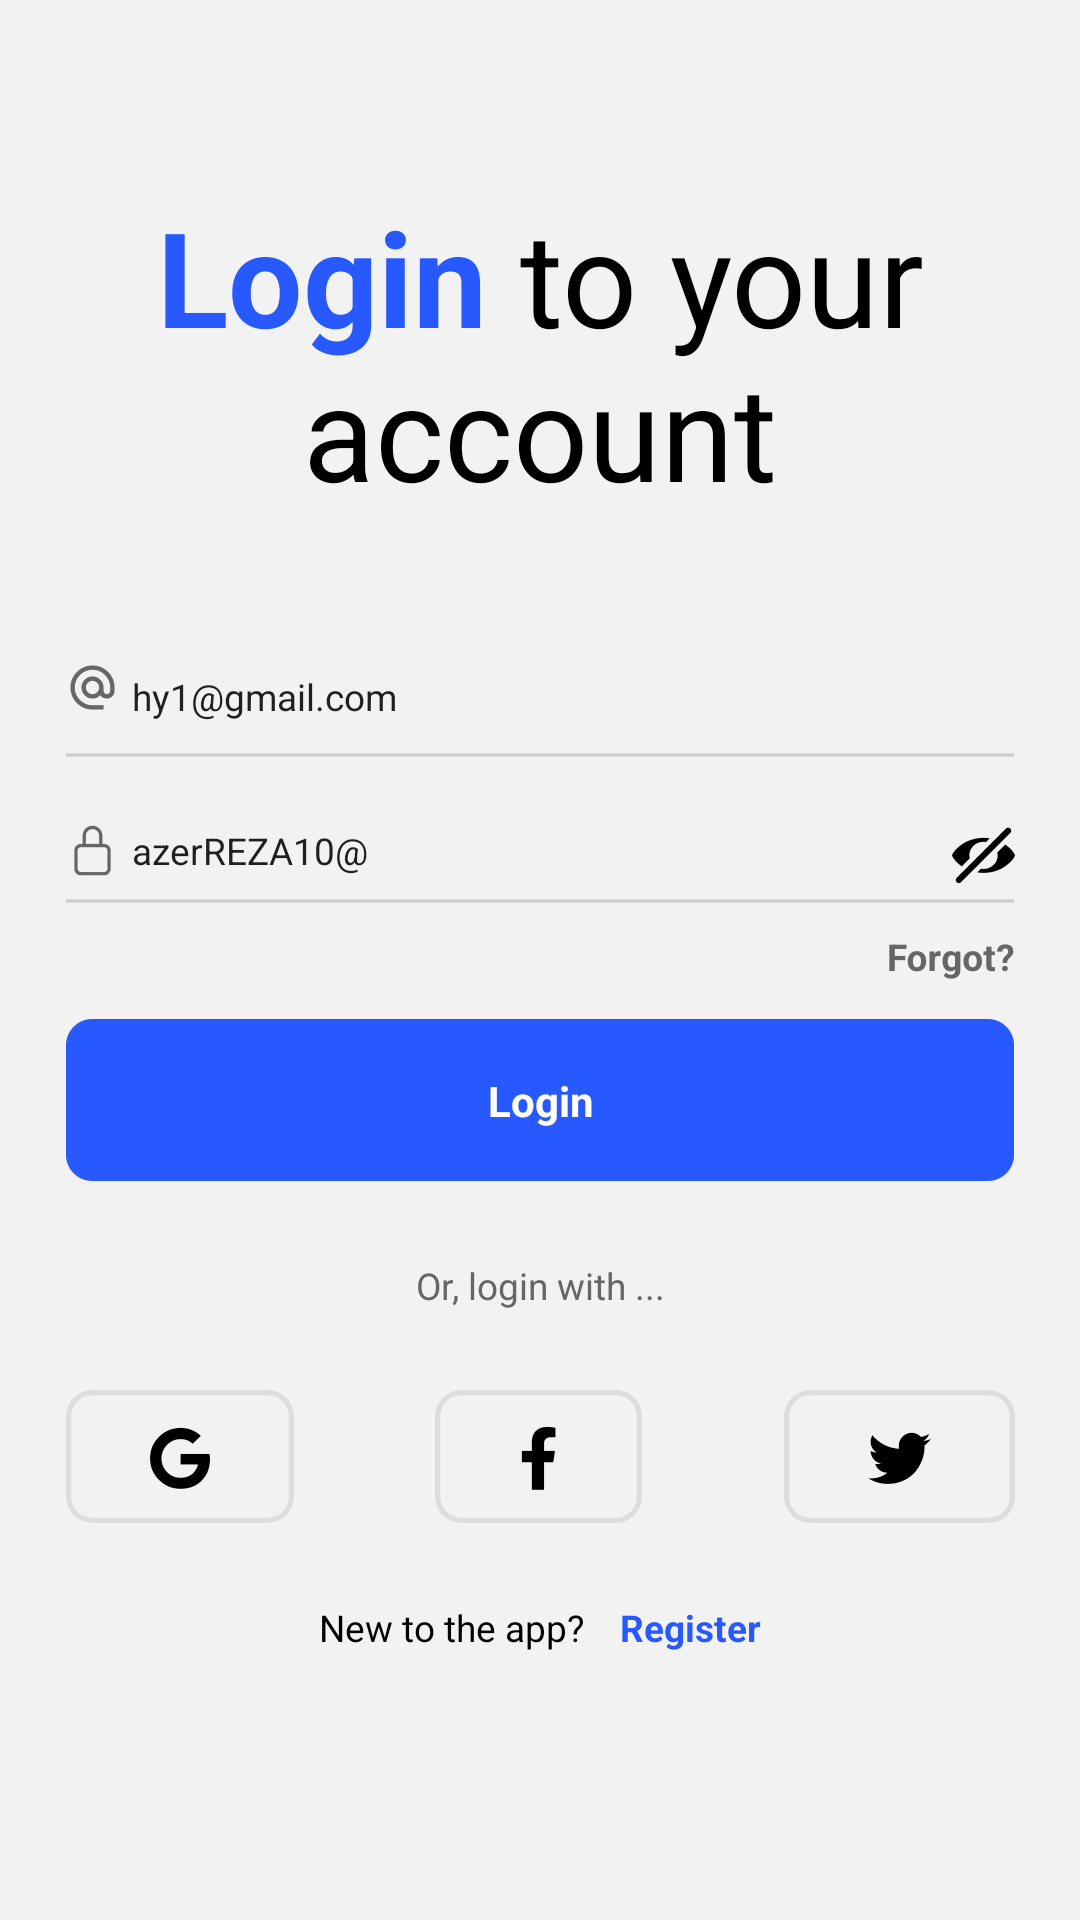 Login to your
account
hy1@gmail.com
azerREZA10@
Forgot?
Login
Or, login with ...
New to the app? Register